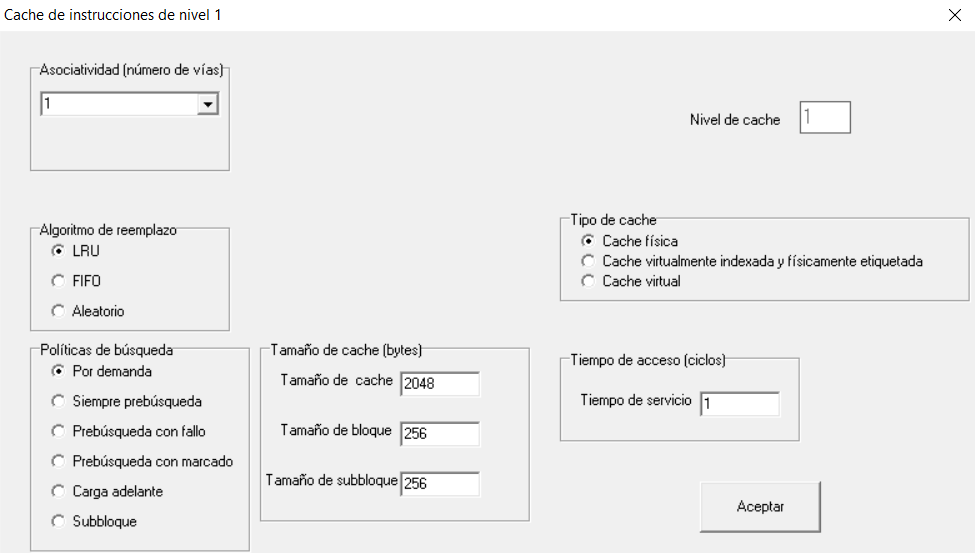 Cache de instrucciones de nivel 1
Asociatividad (número de vías)
1
Nivel de cache 1
Algoritmo de reemplazo
LRU
FIFO
Aleatorio
Tipo de cache
Cache física
Cache virtualmente indexada y físicamente etiquetada
Cache virtual
Políticas de búsqueda
Por demanda
Siempre prebúsqueda
Prebúsqueda con fallo
Prebúsqueda con marcado
Carga adelante
Subbloque
Tamaño de cache (bytes)
Tamaño de cache 2048
Tamaño de bloque 256
Tamaño de subbloque 256
Tiempo de acceso (ciclos)
Tiempo de servicio 1
Aceptar